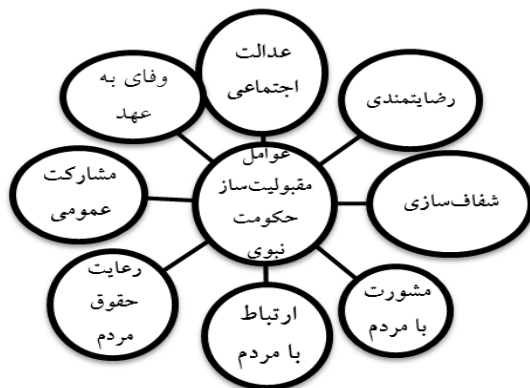 عدالت
اجتماعی
رضایتمندی
شفاف‌سازی
مشورت
با مردم
ارتباط
با مردم
رعایت
حقوق
مردم
مشارکت
عمومی
وفای به
عهد
عوامل
مقبولیت‌ساز
حکومت
نبوی